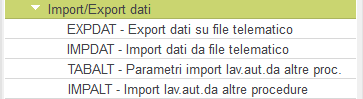 Import/Export dati
EXPDAT - Export dati su file telematico
IMPDAT - Import dati da file telematico
TABALT - Parametri import lav.aut.da altre proc.
IMPALT - Import lav.aut.da altre procedure